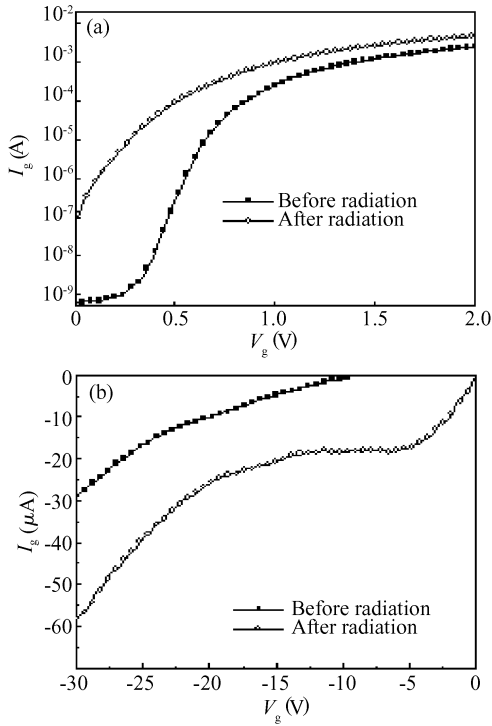 (a)
10-2
10-3
10-4
10-5
10-6
10-7
10-8
10-9
Ig (A)
Before radiation
After radiation
0 0.5 1.0 1.5 2.0
Vg (V)
(b)
0
-10
-20
-30
-40
-50
-60
Ig (μA)
Before radiation
After radiation
-30 -25 -20 -15 -10 -5 0
Vg (V)